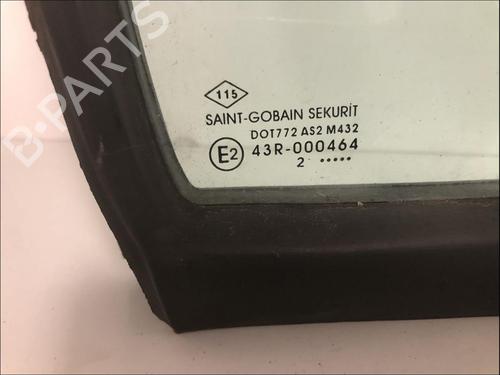 B-PARTS
115
SAINT-GOBAIN SEKURIT
DOT772 AS2 M432
E2 43R-000464
2 .....